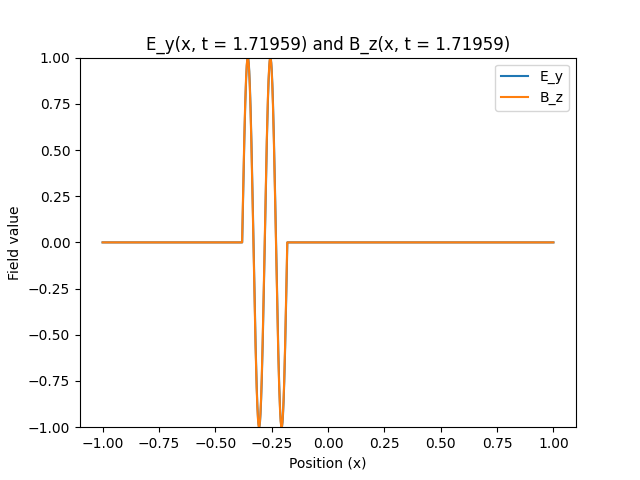 E_y(x, t = 1.71959) and B_z(x, t = 1.71959)
1.00
0.75
0.50
0.25
0.00
−0.25
−0.50
−0.75
−1.00
Field value
E_y
B_z
−1.00 −0.75 −0.50 −0.25 0.00 0.25 0.50 0.75 1.00
Position (x)